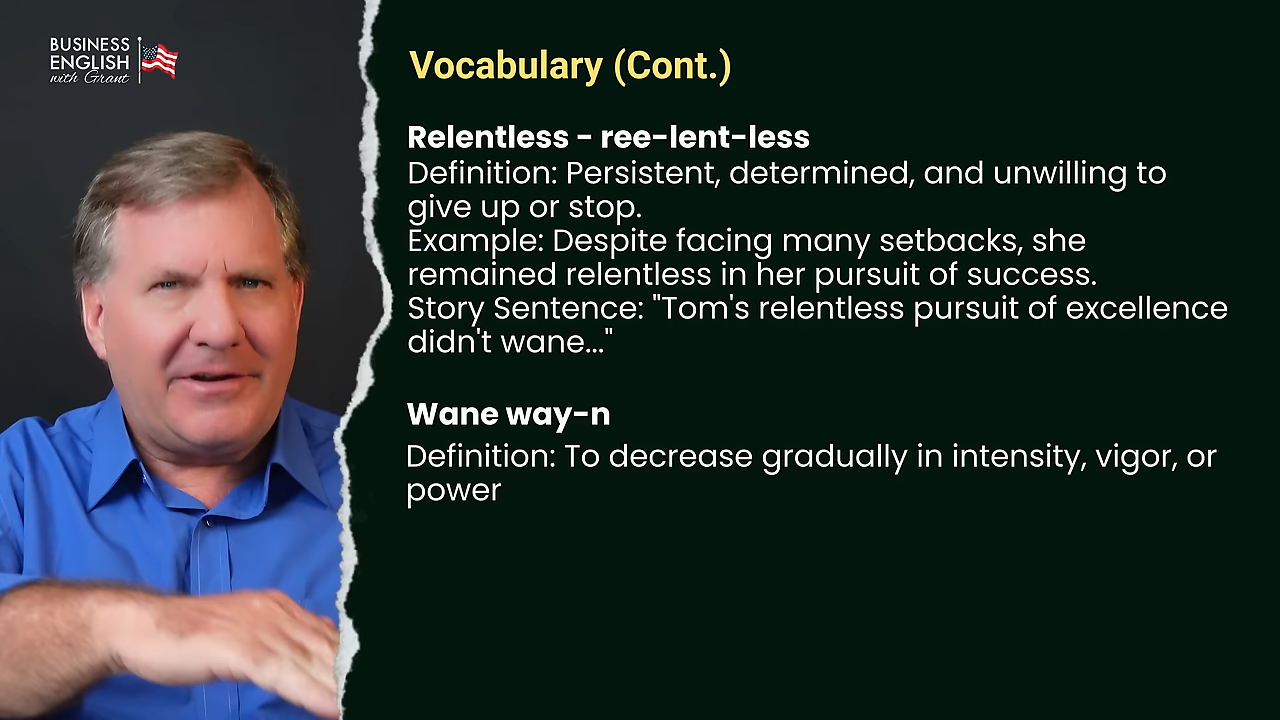 BUSINESS
ENGLISH
with Grant
Vocabulary (Cont.)
Relentless - ree-lent-less
Definition: Persistent, determined, and unwilling to
give up or stop.
Example: Despite facing many setbacks, she
remained relentless in her pursuit of success.
Story Sentence: "Tom's relentless pursuit of excellence
didn't wane..."
Wane way-n
Definition: To decrease gradually in intensity, vigor, or
power